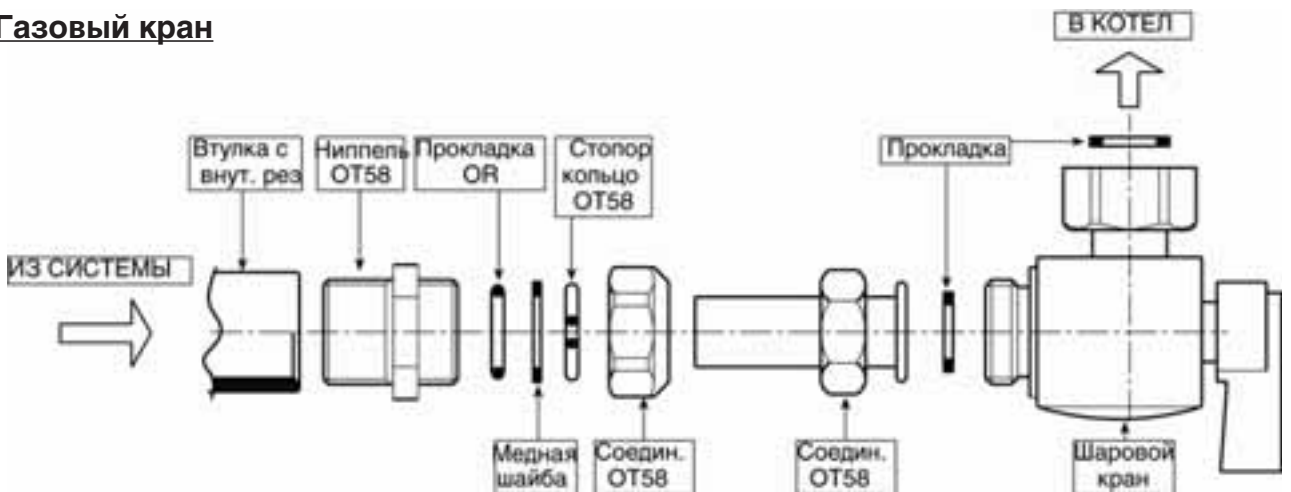 Газовый кран
В КОТЕЛ
Втулка с
внут. рез
Ниппель
ОТ58
Прокладка
OR
Стопор
кольцо
ОТ58
Прокладка
ИЗ СИСТЕМЫ
Медная
шайба
Соедин.
ОТ58
Соедин.
ОТ58
Шаровой
кран